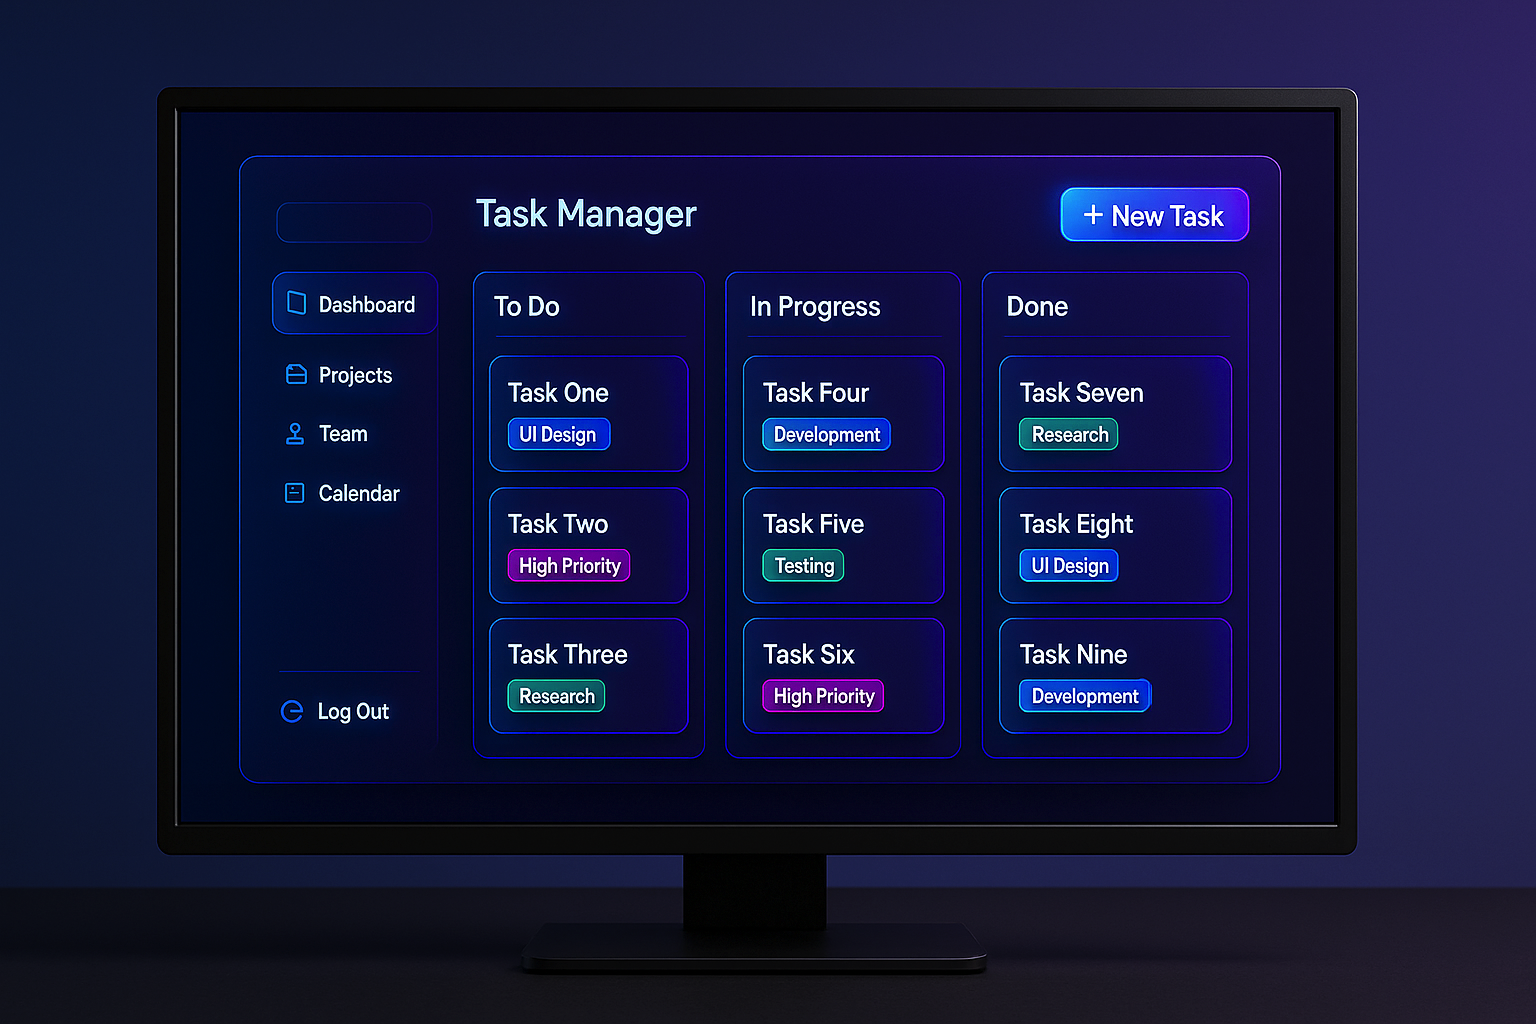 Task Manager
+ New Task
Dashboard
Projects
Team
Calendar
Log Out
To Do
Task One
UI Design
Task Two
High Priority
Task Three
Research
In Progress
Task Four
Development
Task Five
Testing
Task Six
High Priority
Done
Task Seven
Research
Task Eight
UI Design
Task Nine
Development